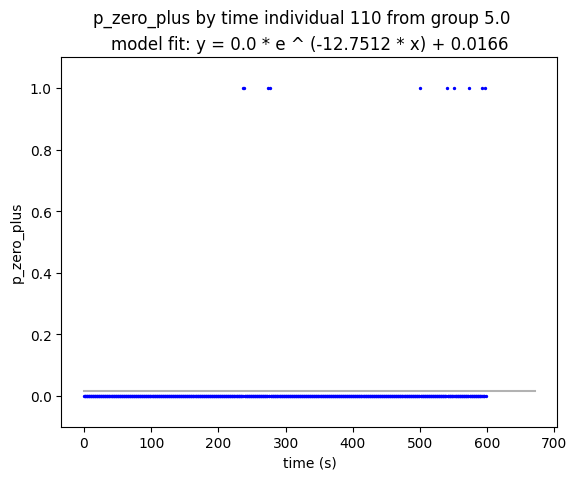 p_zero_plus by time individual 110 from group 5.0
model fit: y = 0.0 * e ^ (-12.7512 * x) + 0.0166
1.0
0.8
0.6
0.4
0.2
0.0
p_zero_plus
0 100 200 300 400 500 600 700
time (s)